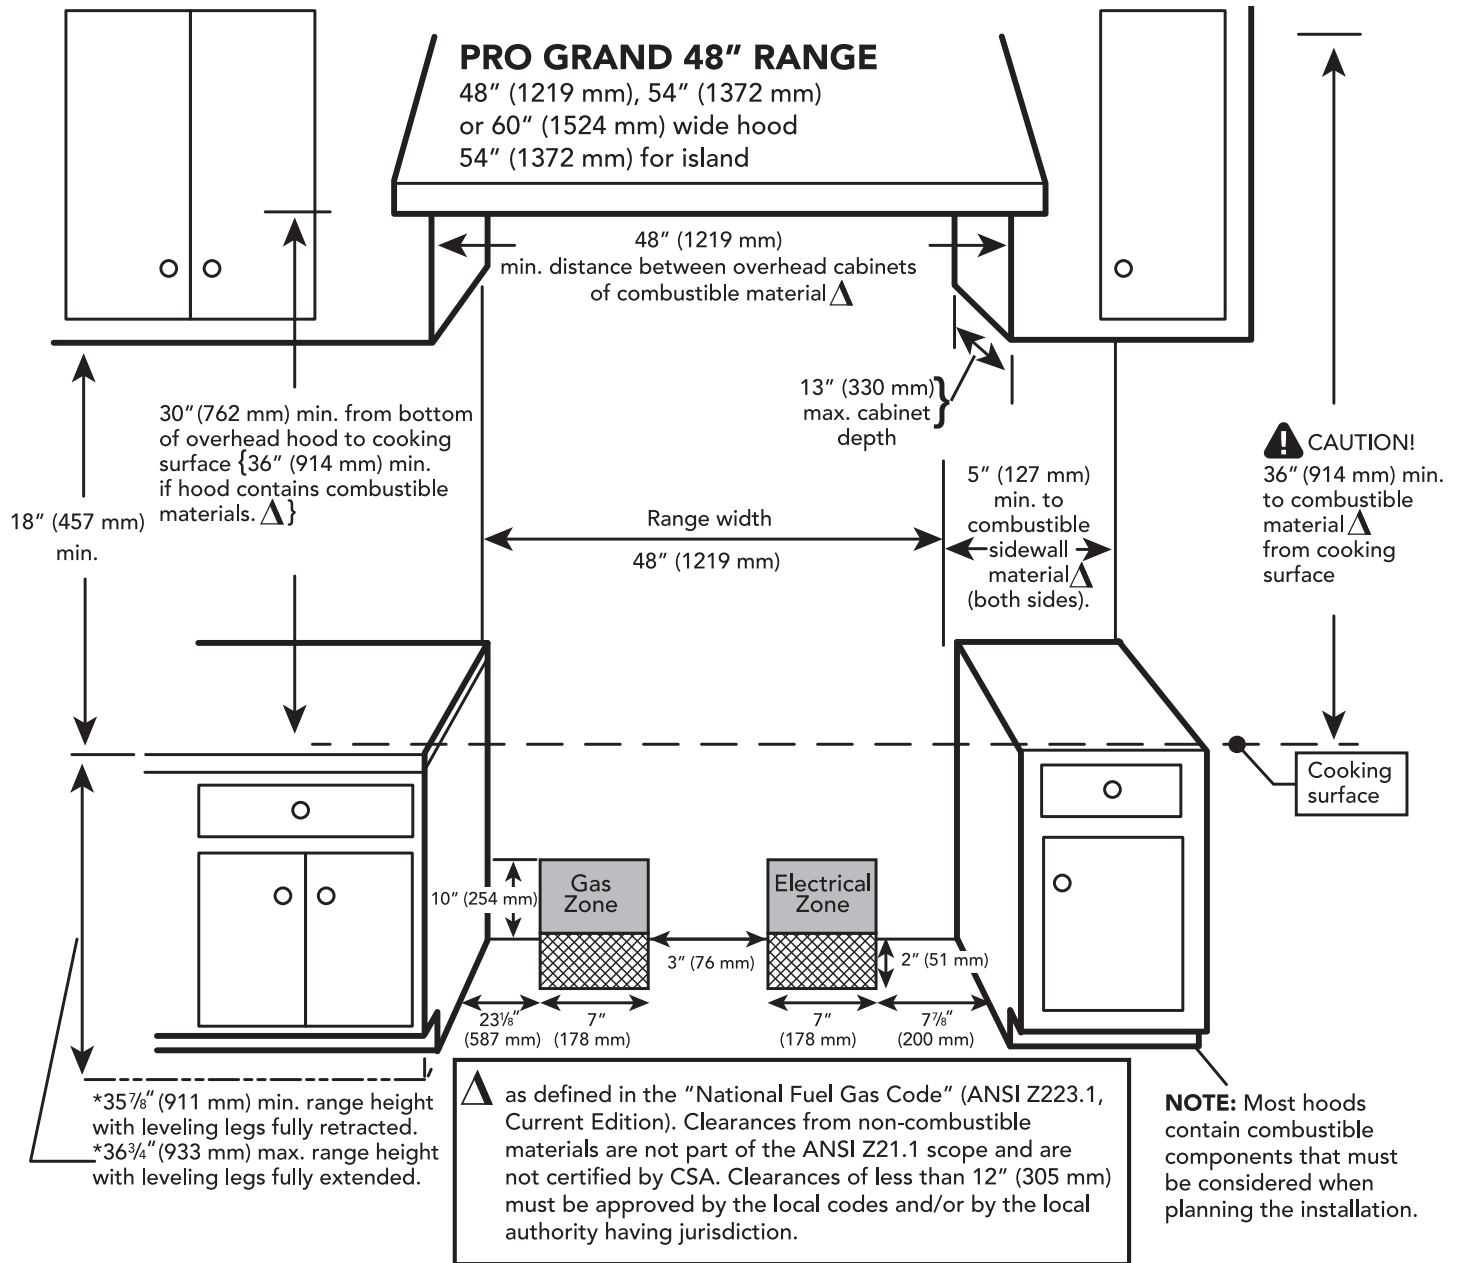 PRO GRAND 48” RANGE
48” (1219 mm), 54” (1372 mm)
or 60” (1524 mm) wide hood
54” (1372 mm) for island
48” (1219 mm)
min. distance between overhead cabinets
of combustible material Δ
13” (330 mm)}
max. cabinet
depth
30”(762 mm) min. from bottom
of overhead hood to cooking
surface {36” (914 mm) min.
if hood contains combustible
materials. Δ}
18” (457 mm)
min.
Range width
48” (1219 mm)
5” (127 mm)
min. to
combustible
sidewall
material Δ
(both sides).
CAUTION!
36” (914 mm) min.
to combustible
material Δ
from cooking
surface
Cooking
surface
Gas
Zone
Electrical
Zone
10” (254 mm)
3” (76 mm)
2” (51 mm)
23⅛”
(587 mm)
7”
(178 mm)
7”
(178 mm)
7⅞”
(200 mm)
*35⅞” (911 mm) min. range height
with leveling legs fully retracted.
*36¾” (933 mm) max. range height
with leveling legs fully extended.
Δ as defined in the “National Fuel Gas Code” (ANSI Z223.1,
Current Edition). Clearances from non-combustible
materials are not part of the ANSI Z21.1 scope and are
not certified by CSA. Clearances of less than 12” (305 mm)
must be approved by the local codes and/or by the local
authority having jurisdiction.
NOTE: Most hoods
contain combustible
components that must
be considered when
planning the installation.